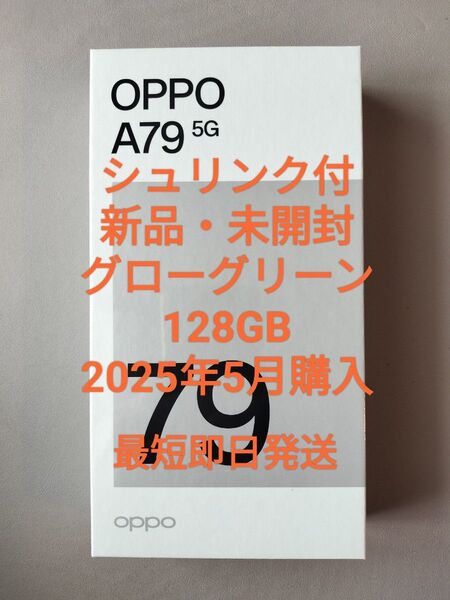 OPPO
A79 5G
シュリンク付
新品・未開封
グローグリーン
128GB
79
2025年5月購入
最短即日発送
oppo